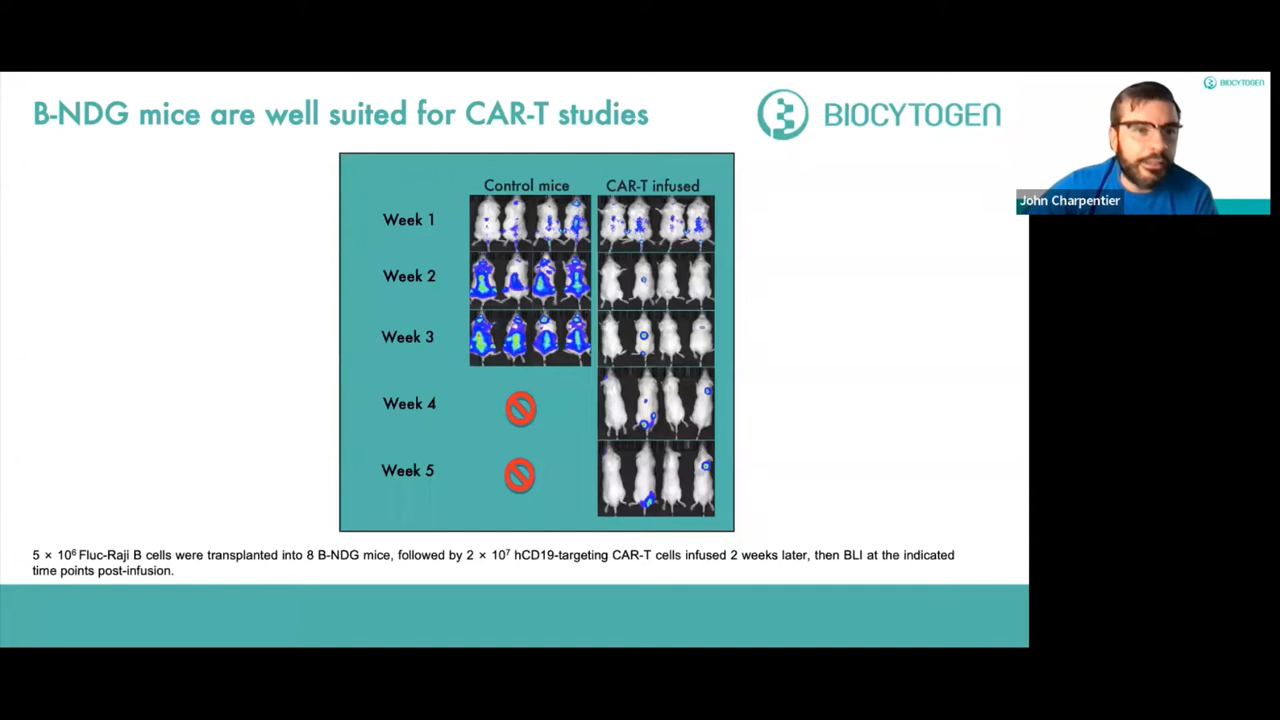 B-NDG mice are well suited for CAR-T studies
BIOCYTOGEN
BIOCYTOGEN
John Charpentier
Control mice CAR-T infused
Week 1
Week 2
Week 3
Week 4
Week 5
5 × 10⁶ Fluc-Raji B cells were transplanted into 8 B-NDG mice, followed by 2 × 10⁷ hCD19-targeting CAR-T cells infused 2 weeks later, then BLI at the indicated
time points post-infusion.